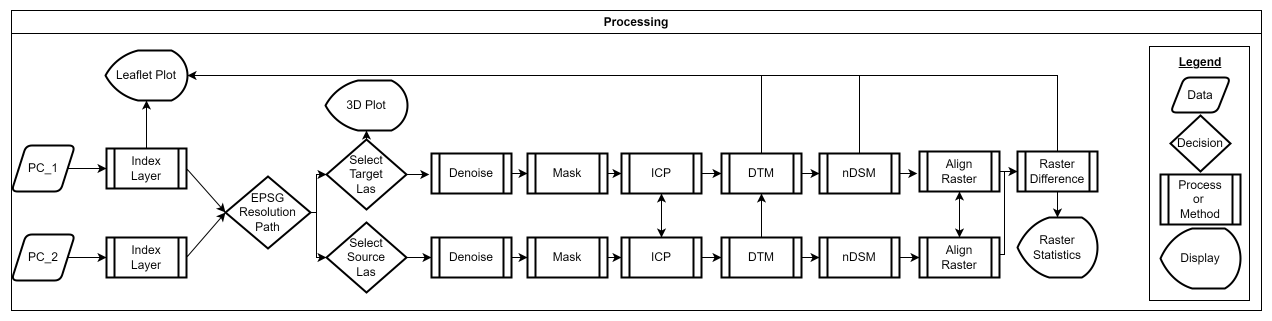 Processing
Legend
Leaflet Plot
3D Plot
Data
Decision
Process
or
Method
Display
PC_1
Index
Layer
EPSG
Resolution
Path
Select
Target
Las
Denoise
Mask
ICP
DTM
nDSM
Align
Raster
Raster
Difference
PC_2
Index
Layer
Select
Source
Las
Denoise
Mask
ICP
DTM
nDSM
Align
Raster
Raster
Statistics